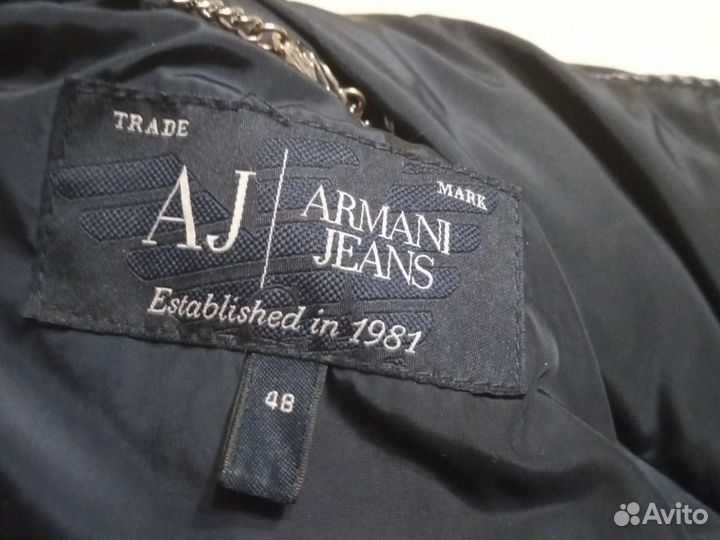 TRADE
MARK
AJ
ARMANI
JEANS
Established in 1981
48
Avito